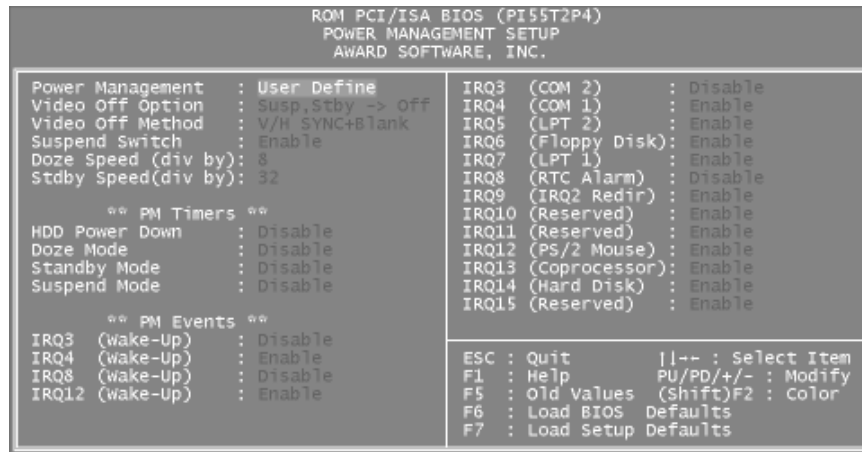 ROM PCI/ISA BIOS (PI55T2P4)
POWER MANAGEMENT SETUP
AWARD SOFTWARE, INC.
Power Management : User Define
Video Off Option : Susp,Stby -> Off
Video Off Method : V/H SYNC+Blank
Suspend Switch : Enable
Doze Speed (div by): 8
Stdby Speed(div by): 32
** PM Timers **
HDD Power Down : Disable
Doze Mode : Disable
Standby Mode : Disable
Suspend Mode : Disable
** PM Events **
IRQ3 (Wake-Up) : Disable
IRQ4 (Wake-Up) : Enable
IRQ8 (Wake-Up) : Disable
IRQ12 (Wake-Up) : Enable
IRQ3 (COM 2) : Disable
IRQ4 (COM 1) : Enable
IRQ5 (LPT 2) : Enable
IRQ6 (Floppy Disk): Enable
IRQ7 (LPT 1) : Enable
IRQ8 (RTC Alarm) : Disable
IRQ9 (IRQ2 Redir) : Enable
IRQ10 (Reserved) : Enable
IRQ11 (Reserved) : Enable
IRQ12 (PS/2 Mouse) : Enable
IRQ13 (Coprocessor): Enable
IRQ14 (Hard Disk) : Enable
IRQ15 (Reserved) : Enable
ESC : Quit ↑↓→← : Select Item
F1 : Help PU/PD/+/- : Modify
F5 : Old Values (Shift)F2 : Color
F6 : Load BIOS Defaults
F7 : Load Setup Defaults